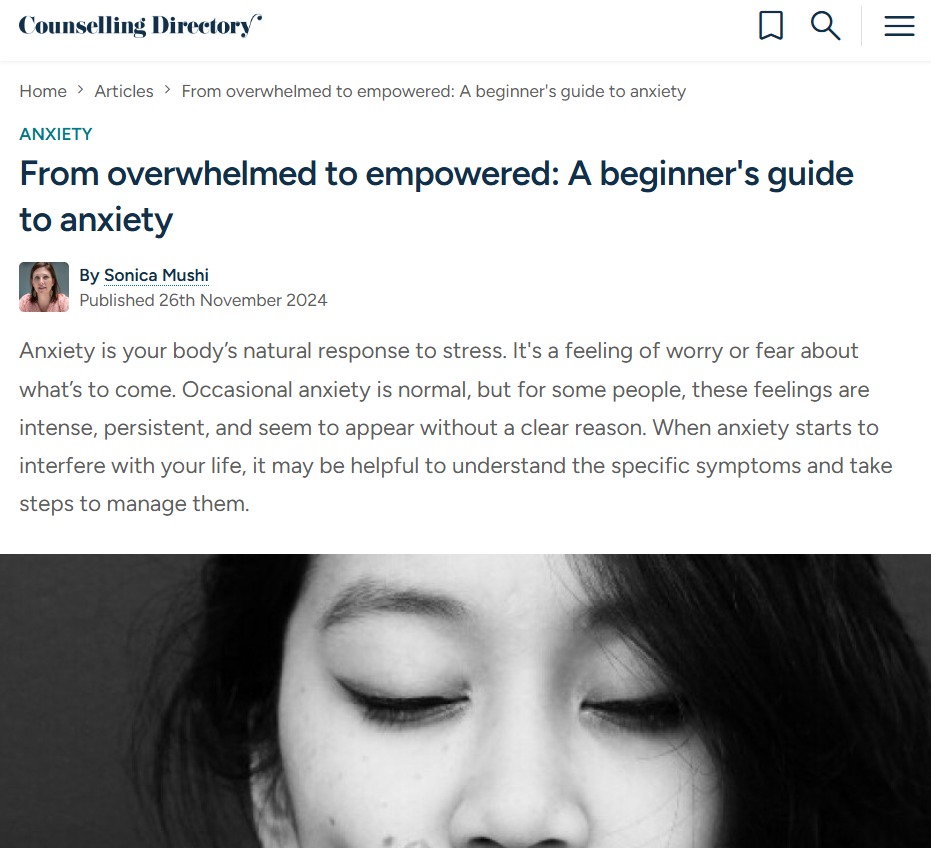 Counselling Directory
Home > Articles > From overwhelmed to empowered: A beginner's guide to anxiety
ANXIETY
From overwhelmed to empowered: A beginner's guide
to anxiety
By Sonica Mushi
Published 26th November 2024
Anxiety is your body’s natural response to stress. It's a feeling of worry or fear about
what’s to come. Occasional anxiety is normal, but for some people, these feelings are
intense, persistent, and seem to appear without a clear reason. When anxiety starts to
interfere with your life, it may be helpful to understand the specific symptoms and take
steps to manage them.